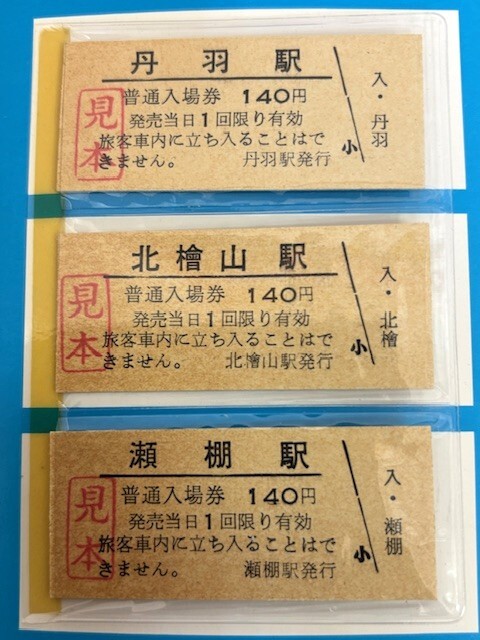 丹羽駅
見本
普通入場券 140円
発売当日1回限り有効
旅客車内に立ち入ることはで
きません。 丹羽駅発行
小
入・丹羽
北檜山駅
見本
普通入場券 140円
発売当日1回限り有効
旅客車内に立ち入ることはで
きません。 北檜山駅発行
小
入・北檜
瀬棚駅
見本
普通入場券 140円
発売当日1回限り有効
旅客車内に立ち入ることはで
きません。 瀬棚駅発行
小
入・瀬棚